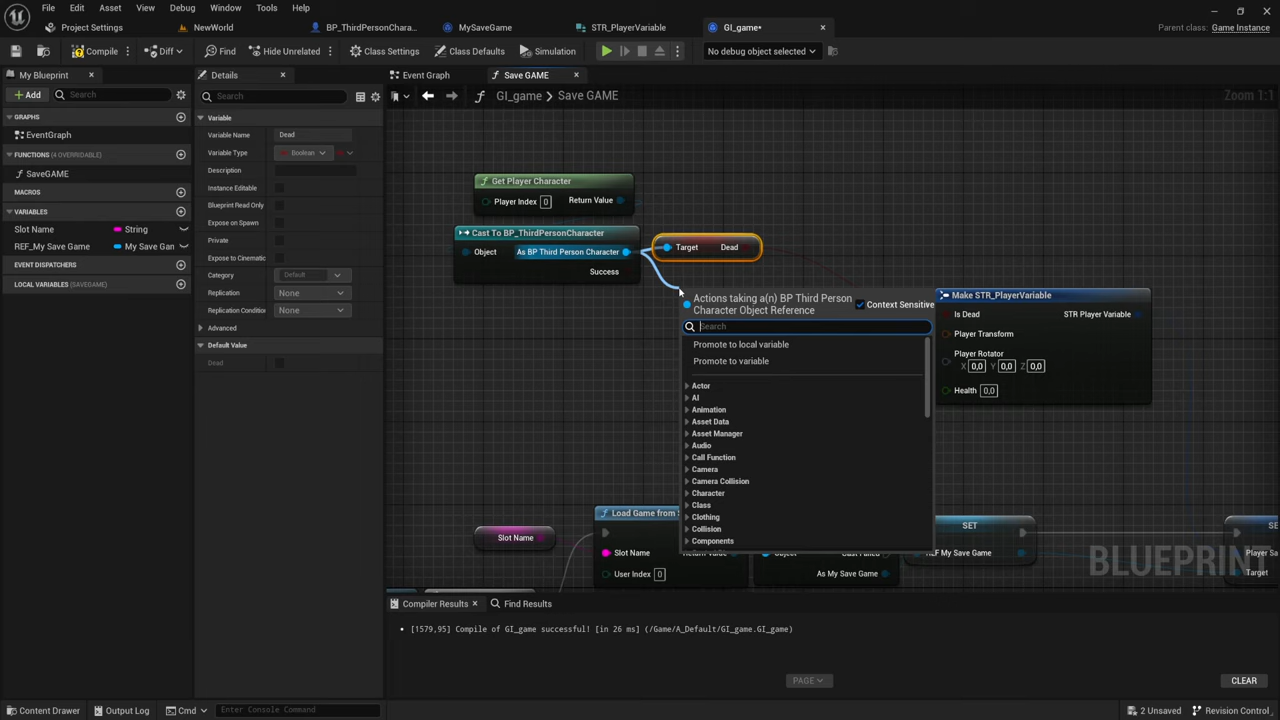 File Edit Asset View Debug Window Tools Help
Project Settings NewWorld BP_ThirdPersonChara... MySaveGame STR_PlayerVariable GI_game* Parent class: Game Instance
Compile Diff Find Hide Unrelated Class Settings Class Defaults Simulation No debug object selected
My Blueprint Details Event Graph Save GAME
Add Search Search GI_game > Save GAME Zoom 1:1
GRAPHS
EventGraph
FUNCTIONS (4 OVERRIDABLE)
SaveGAME
MACROS
VARIABLES
Slot Name String
REF_My Save Game My Save Gan
EVENT DISPATCHERS
LOCAL VARIABLES (SAVEGAME)
Variable
Variable Name Dead
Variable Type Boolean
Description
Instance Editable
Blueprint Read Only
Expose on Spawn
Private
Expose to Cinematic
Category Default
Replication None
Replication Condition None
Advanced
Default Value
Dead
Get Player Character
Player Index 0 Return Value
Cast To BP_ThirdPersonCharacter
Object As BP Third Person Character
Success
Target Dead
Actions taking a(n) BP Third Person
Character Object Reference
Context Sensitive
Search
Promote to local variable
Promote to variable
Actor
AI
Animation
Asset Data
Asset Manager
Audio
Call Function
Camera
Camera Collision
Character
Class
Clothing
Collision
Components
Make STR_PlayerVariable
Is Dead STR Player Variable
Player Transform
Player Rotator
X 0,0 Y 0,0 Z 0,0
Health 0,0
Slot Name
Load Game from S
Slot Name Return Value
User Index 0
Object Cast Failed
As My Save Game
SET
REF My Save Game
SE
Player Sa
Target
BLUEPRINT
Compiler Results Find Results
[1579,95] Compile of GI_game successful! [in 26 ms] (/Game/A_Default/GI_game.GI_game)
PAGE CLEAR
Content Drawer Output Log Cmd Enter Console Command 2 Unsaved Revision Control